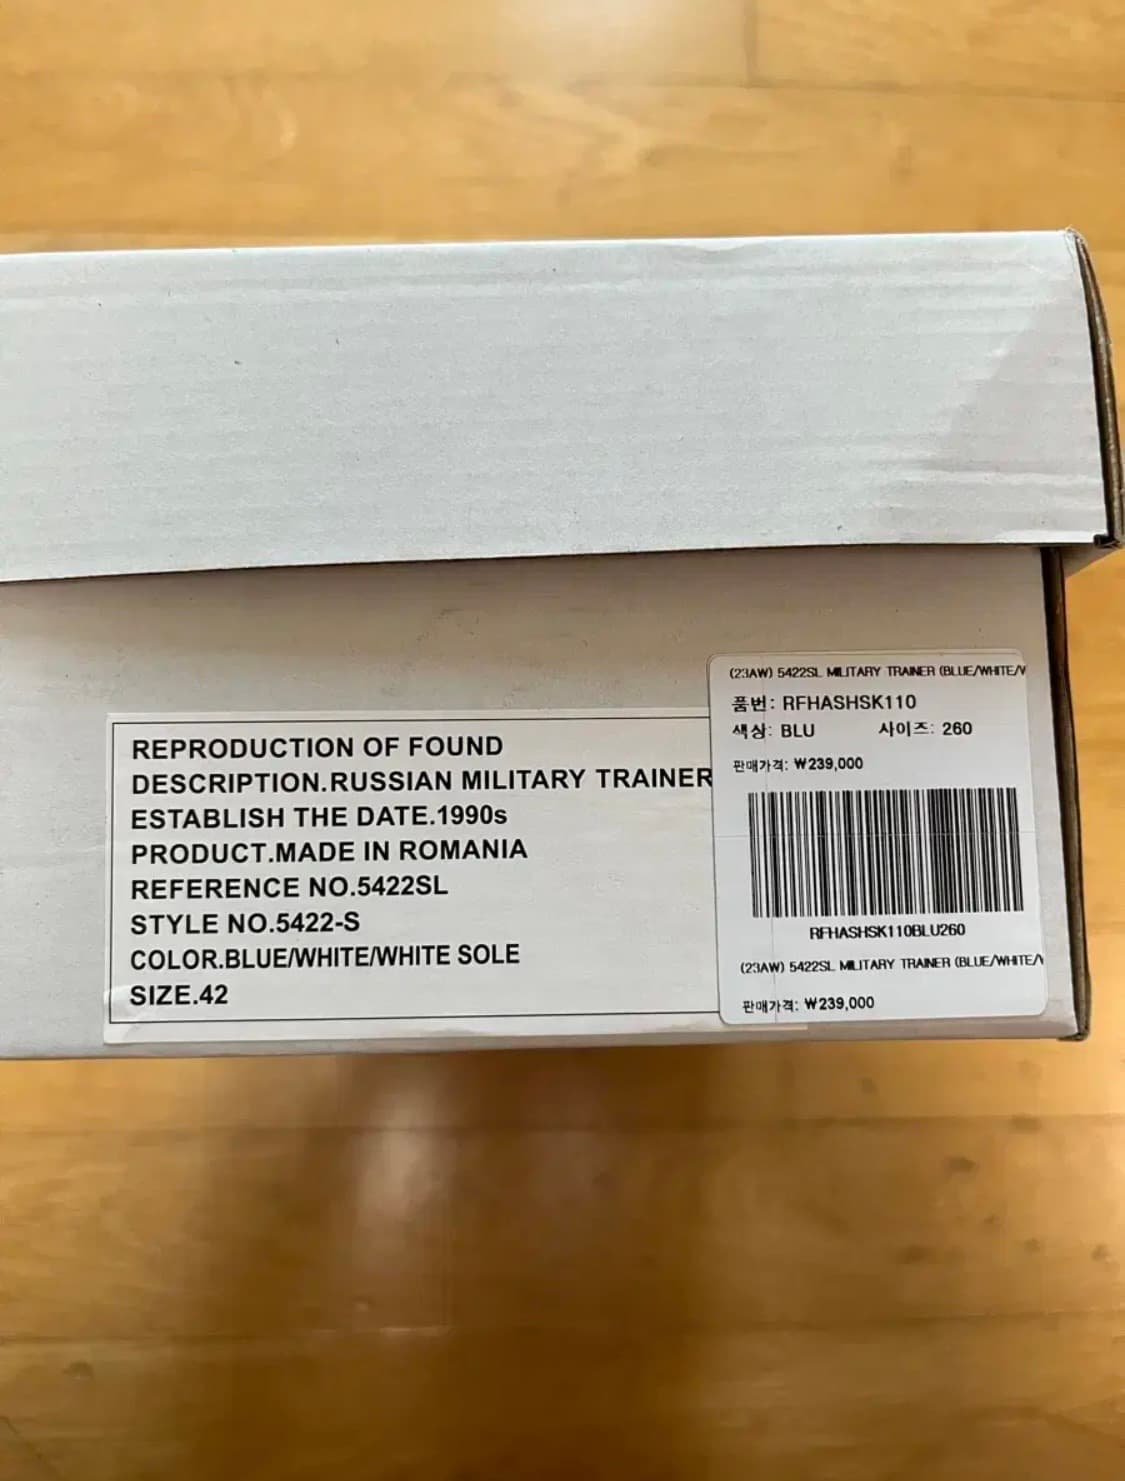 REPRODUCTION OF FOUND
DESCRIPTION.RUSSIAN MILITARY TRAINER
ESTABLISH THE DATE.1990s
PRODUCT.MADE IN ROMANIA
REFERENCE NO.5422SL
STYLE NO.5422-S
COLOR.BLUE/WHITE/WHITE SOLE
SIZE.42
(23AW) 5422SL MILITARY TRAINER (BLUE/WHITE/
품번: RFHASHSK110
색상: BLU 사이즈: 260
판매가격: ₩239,000
RFHASHSK110BLU260
(23AW) 5422SL MILITARY TRAINER (BLUE/WHITE/
판매가격: ₩239,000